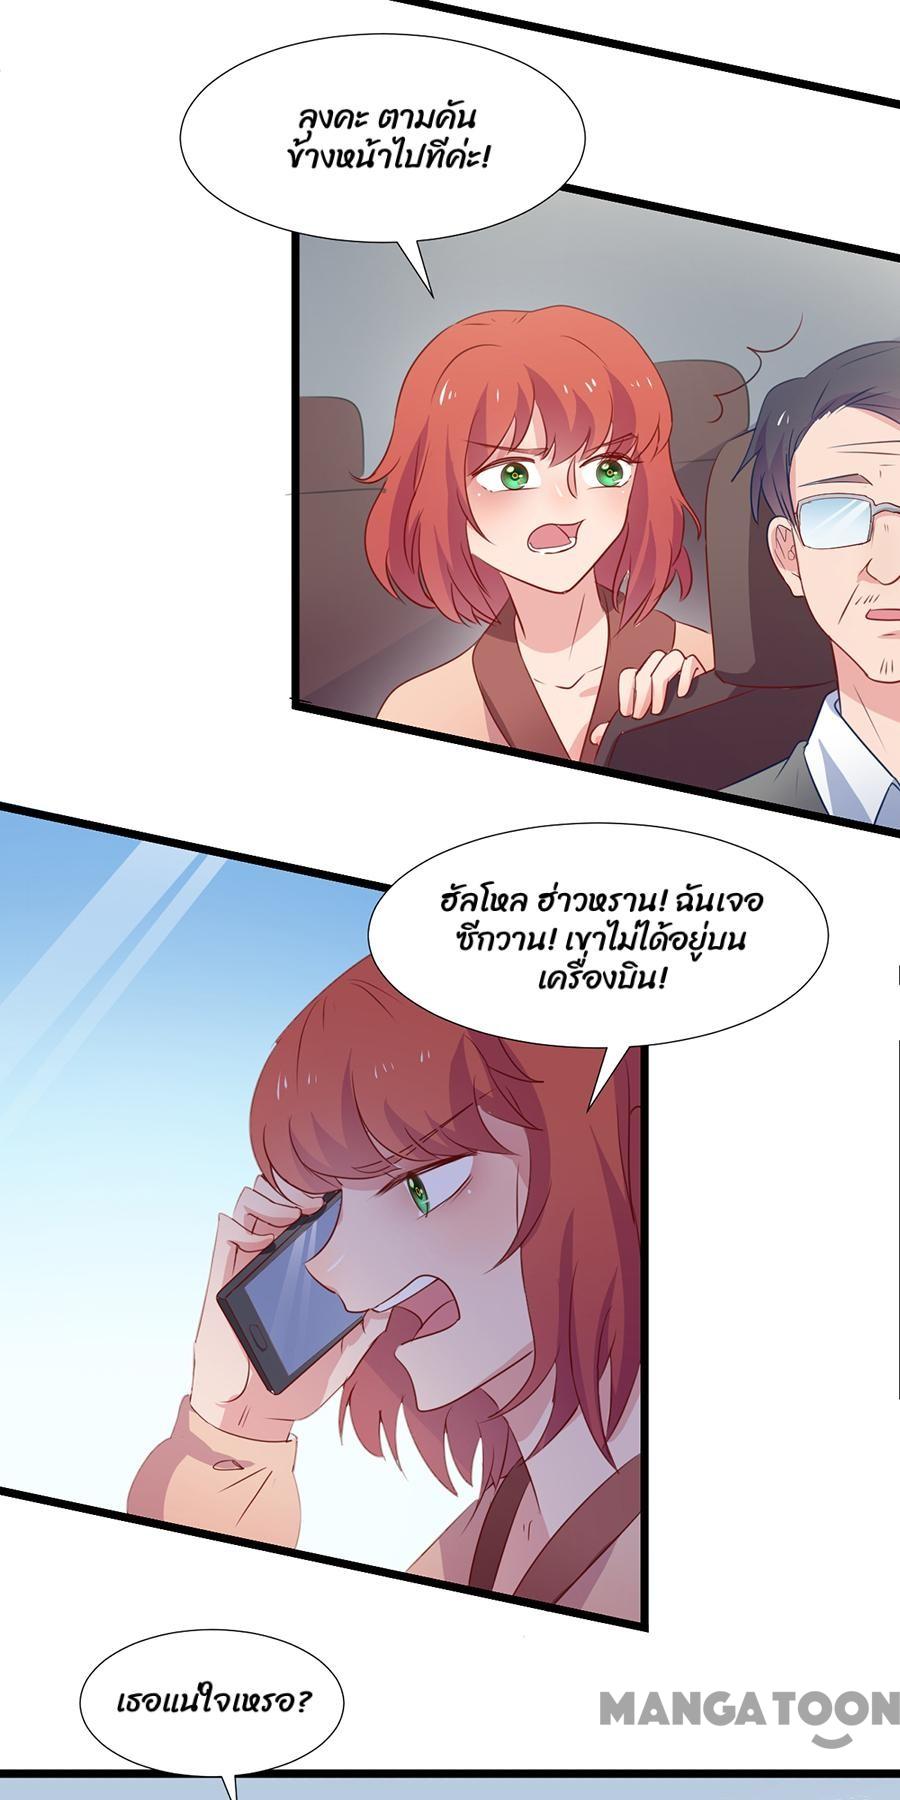 ลุงคะ ตามคัน
ข้างหน้าไปทีค่ะ!
ฮัลโหล ฮ่าวหราน! ฉันเจอ
ซีกวาน! เขาไม่ได้อยู่บน
เครื่องบิน!
เธอแน่ใจเหรอ?
MANGATOON